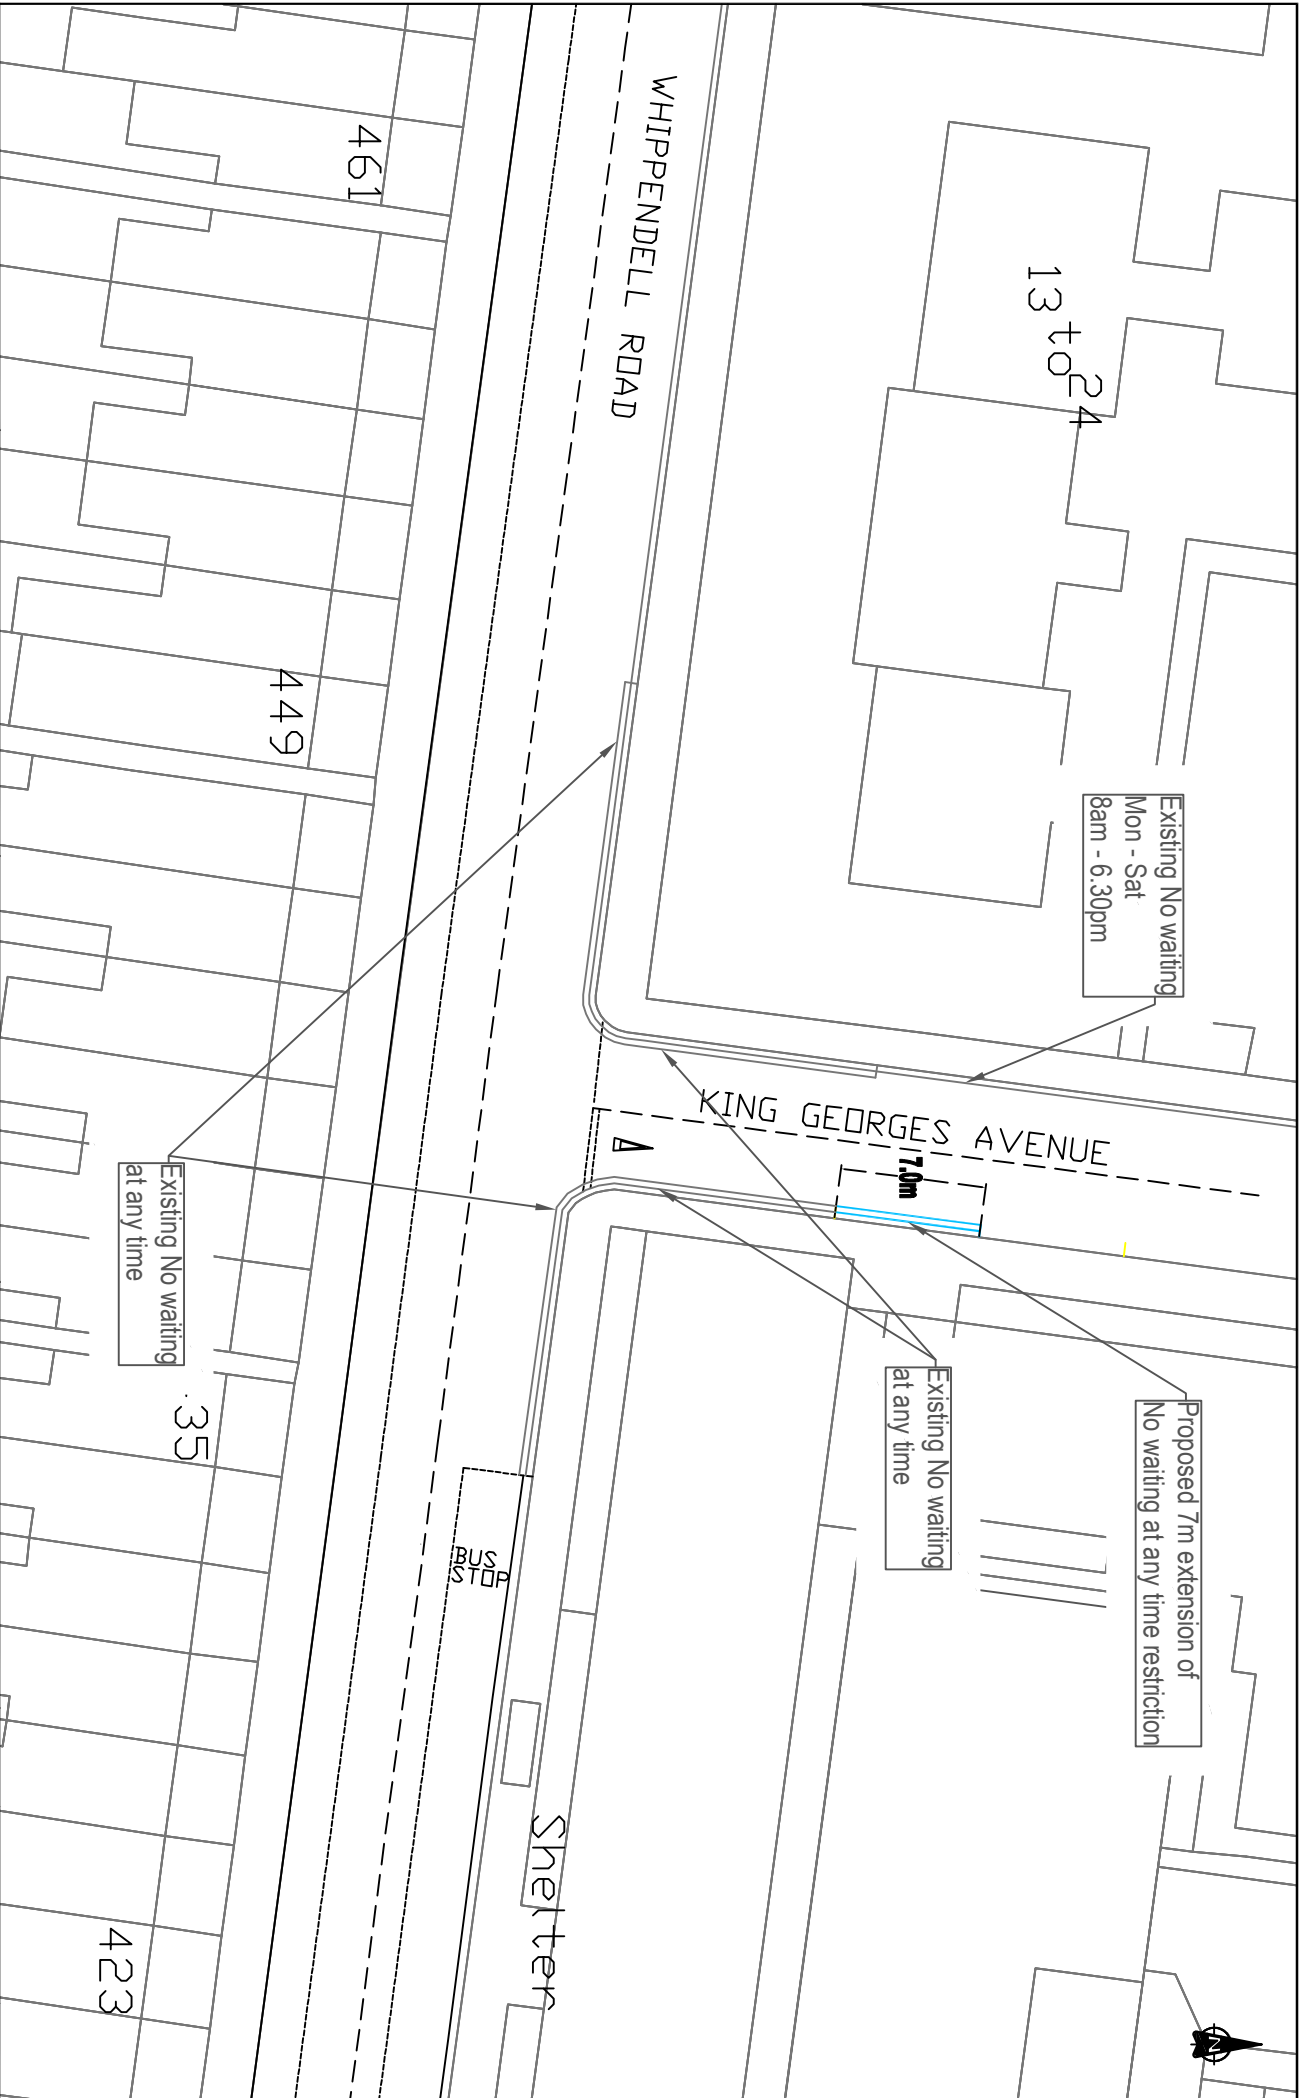 Existing No waiting
Mon - Sat
8am - 6.30pm
Proposed 7m extension of
No waiting at any time restriction
N
13 to 24
KING GEORGES AVENUE
7.0m
Existing No waiting
at any time
WHIPPENDELL ROAD
BUS
STOP
Shelter
461
449
Existing No waiting
at any time
35
423